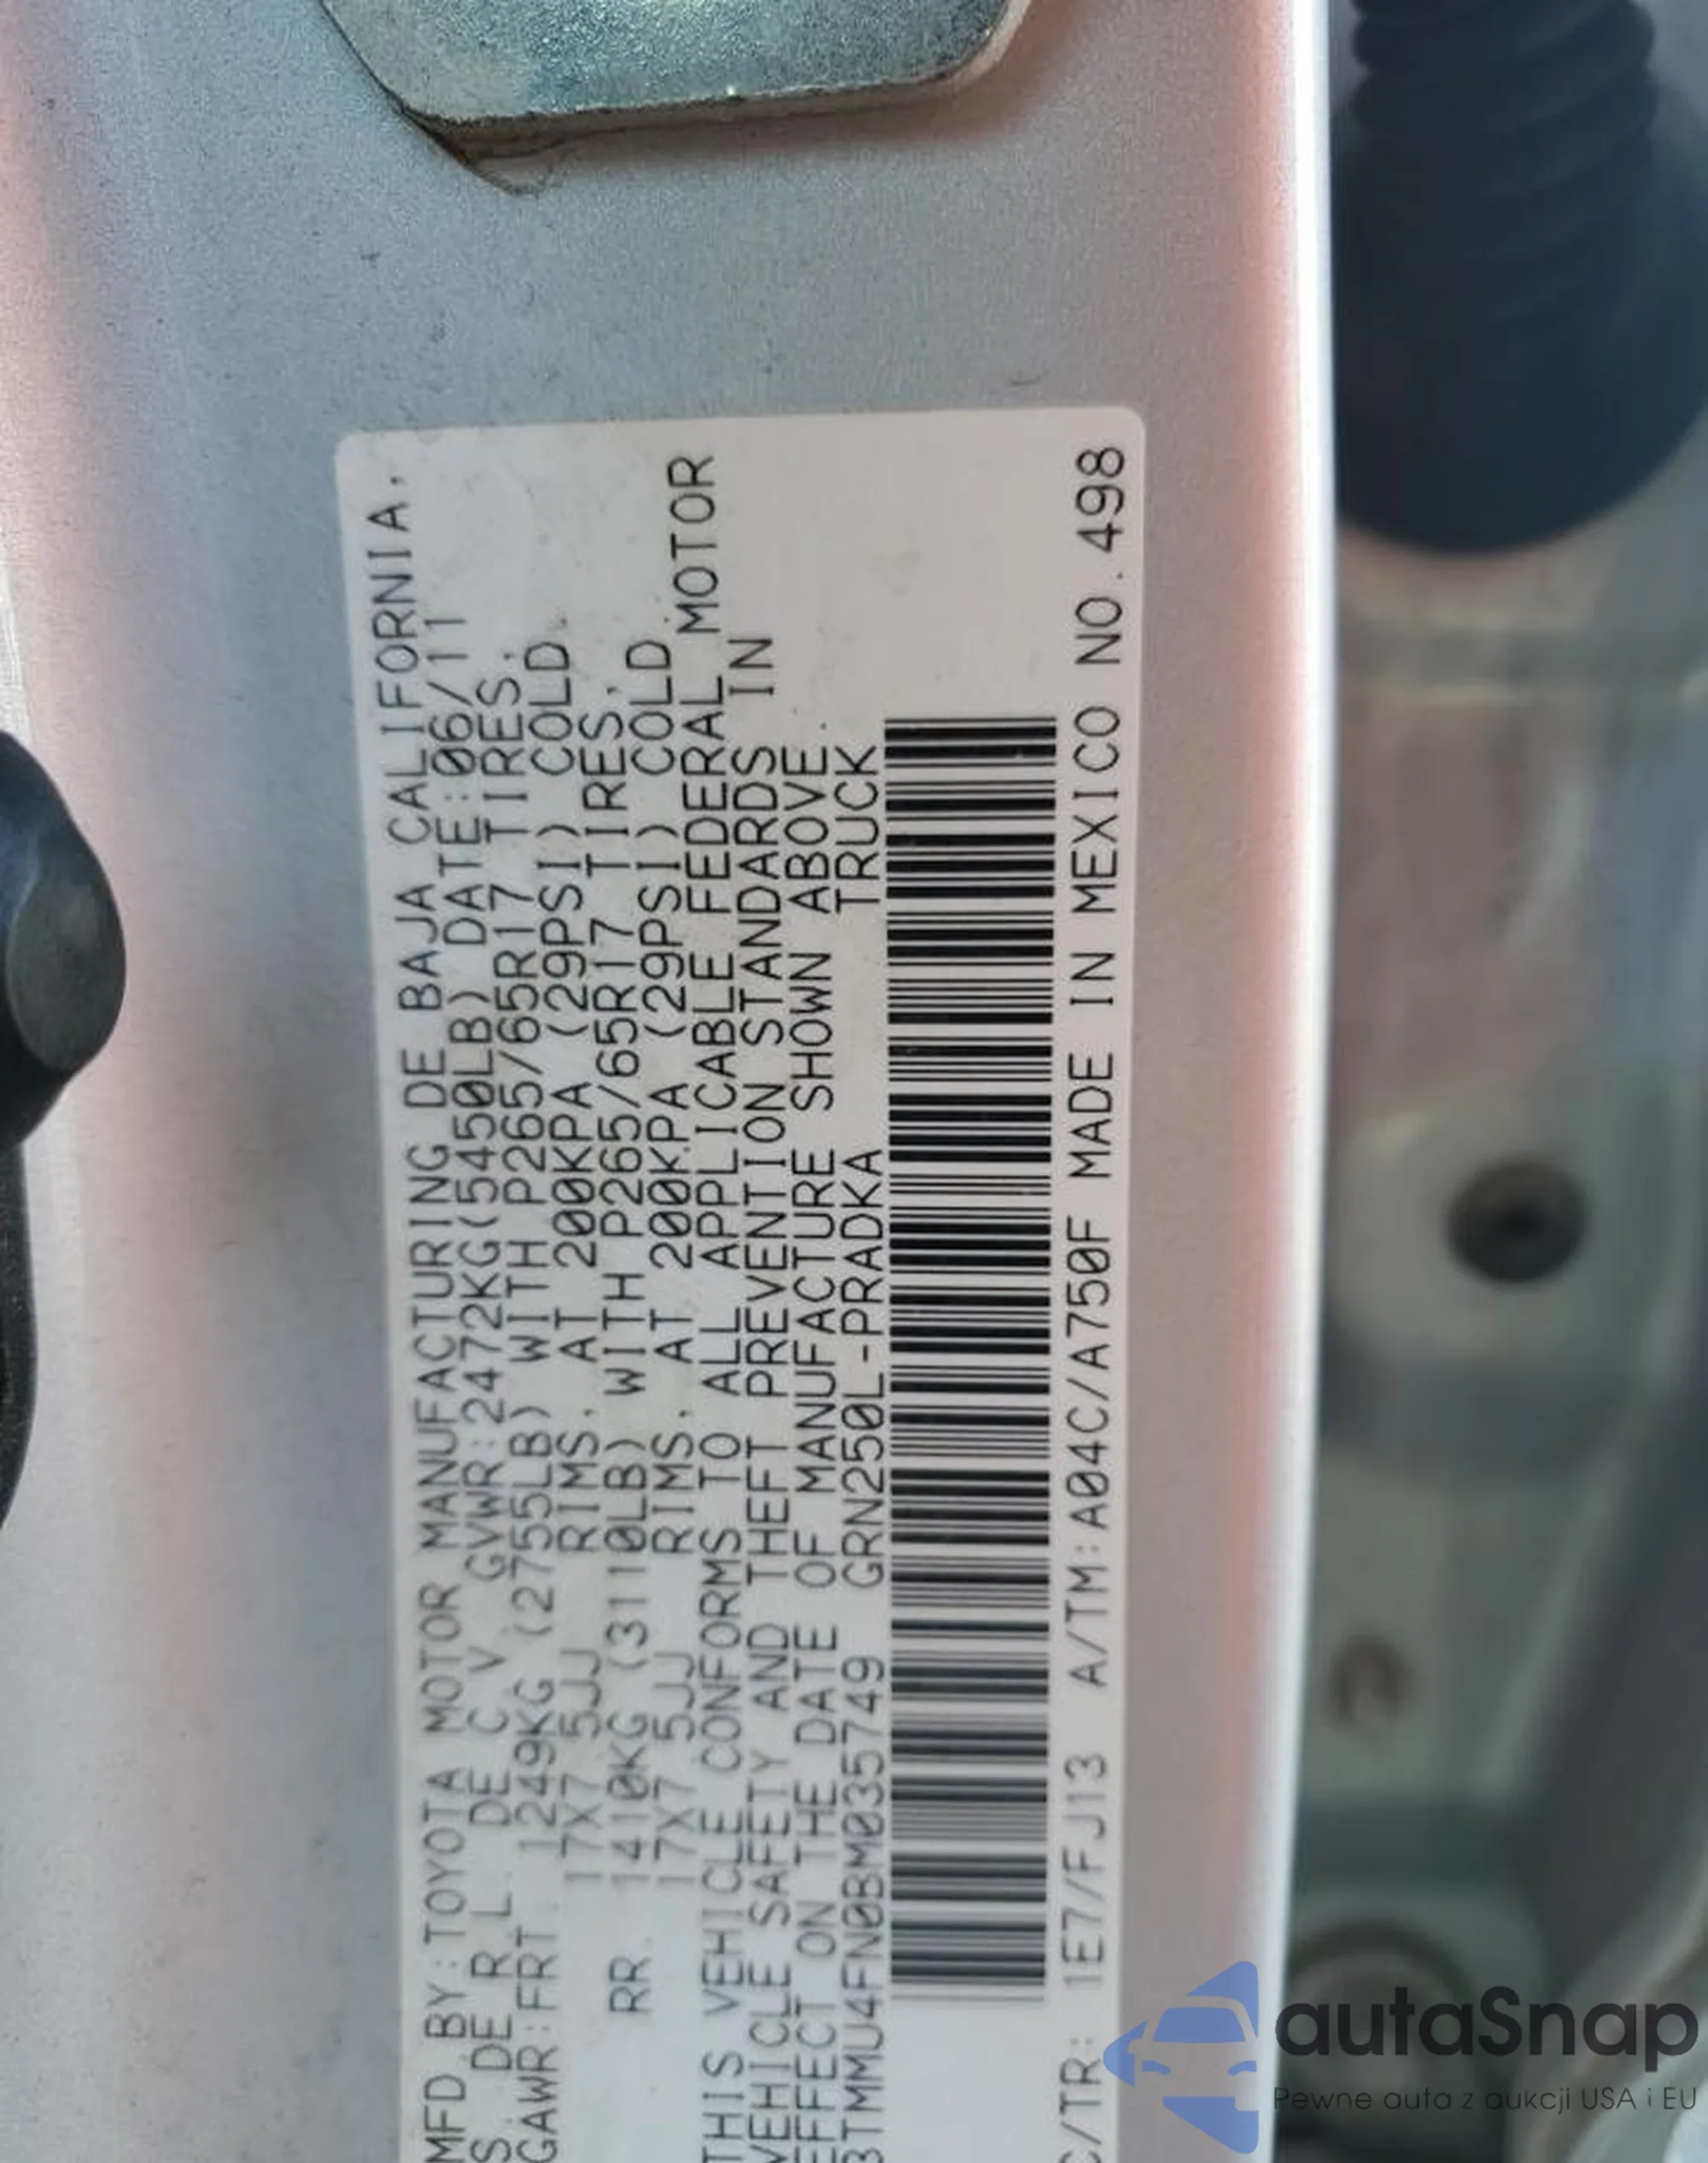 MFD.BY:TOYOTA MOTOR MANUFACTURING DE BAJA CALIFORNIA,
S DE R L. DE C V GVWR:2472KG(5450LB) DATE:06/11
GAWR:FRT. 1249KG (2755LB) WITH P265/65R17 TIRES.
17X7 5JJ RIMS. AT 200KPA (29PSI) COLD.
RR. 1410KG (3110LB) WITH P265/65R17 TIRES,
17X7 5JJ RIMS. AT 200KPA (29PSI) COLD.
THIS VEHICLE CONFORMS TO ALL APPLICABLE FEDERAL MOTOR
VEHICLE SAFETY AND THEFT PREVENTION STANDARDS IN
EFFECT ON THE DATE OF MANUFACTURE SHOWN ABOVE.
3TMMU4FN0BM035749 GRN250L-PRADKA TRUCK
C/TR: 1E7/FJ13 A/TM:A04C/A750F MADE IN MEXICO NO.498
autaSnap
Pewne auta z aukcji USA i EU